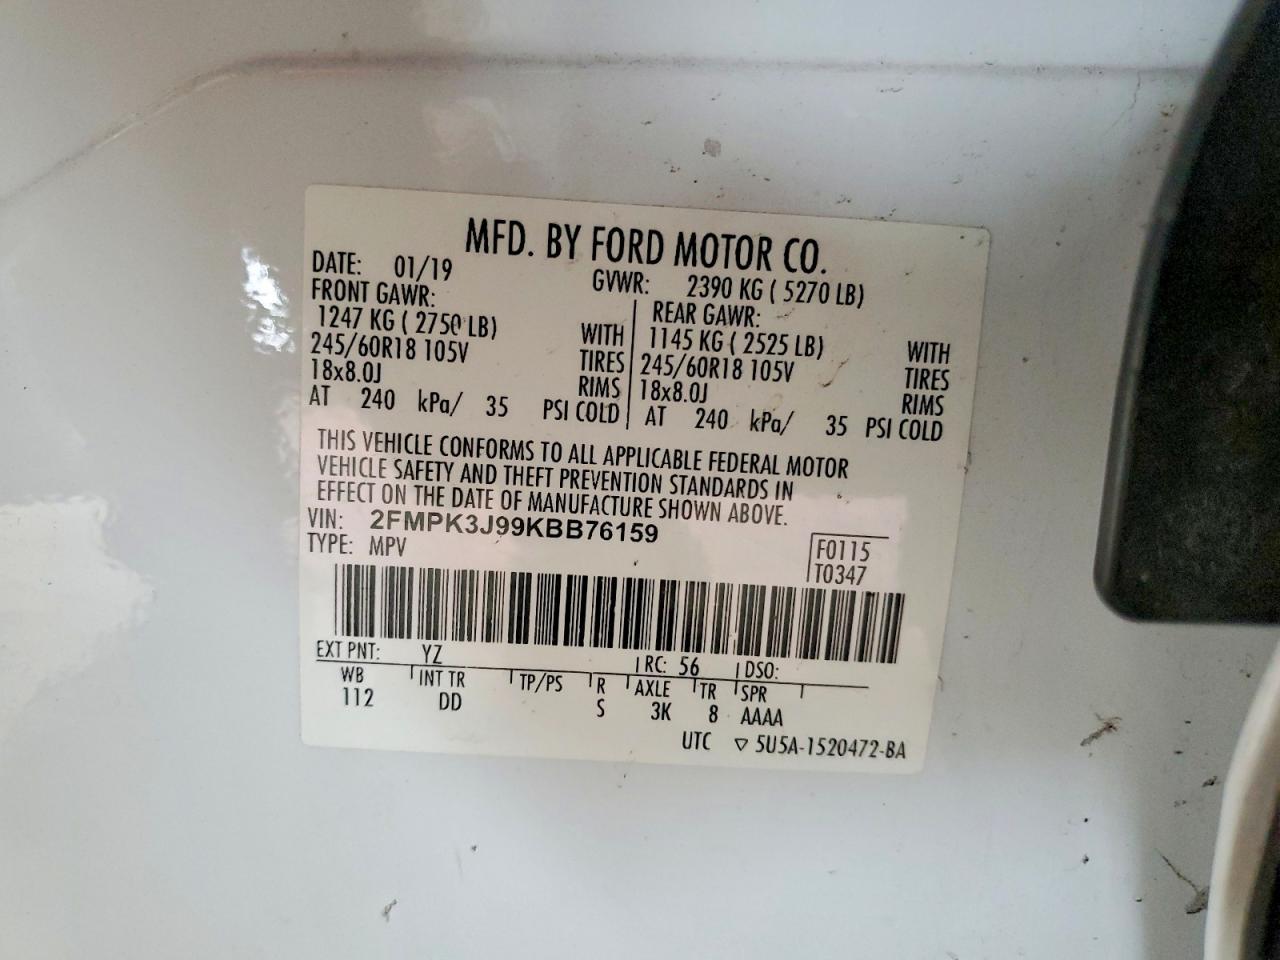 MFD. BY FORD MOTOR CO.
DATE: 01/19 GVWR: 2390 KG ( 5270 LB)
FRONT GAWR: REAR GAWR:
1247 KG ( 2750 LB) WITH 1145 KG ( 2525 LB) WITH
245/60R18 105V TIRES 245/60R18 105V TIRES
18x8.0J RIMS 18x8.0J RIMS
AT 240 kPa/ 35 PSI COLD AT 240 kPa/ 35 PSI COLD
THIS VEHICLE CONFORMS TO ALL APPLICABLE FEDERAL MOTOR
VEHICLE SAFETY AND THEFT PREVENTION STANDARDS IN
EFFECT ON THE DATE OF MANUFACTURE SHOWN ABOVE.
VIN: 2FMPK3J99KBB76159
TYPE: MPV
F0115
T0347
EXT PNT: YZ RC: 56 DSO:
WB INT TR TP/PS R AXLE TR SPR
112 DD S 3K 8 AAAA
UTC ▽ 5U5A-1520472-BA